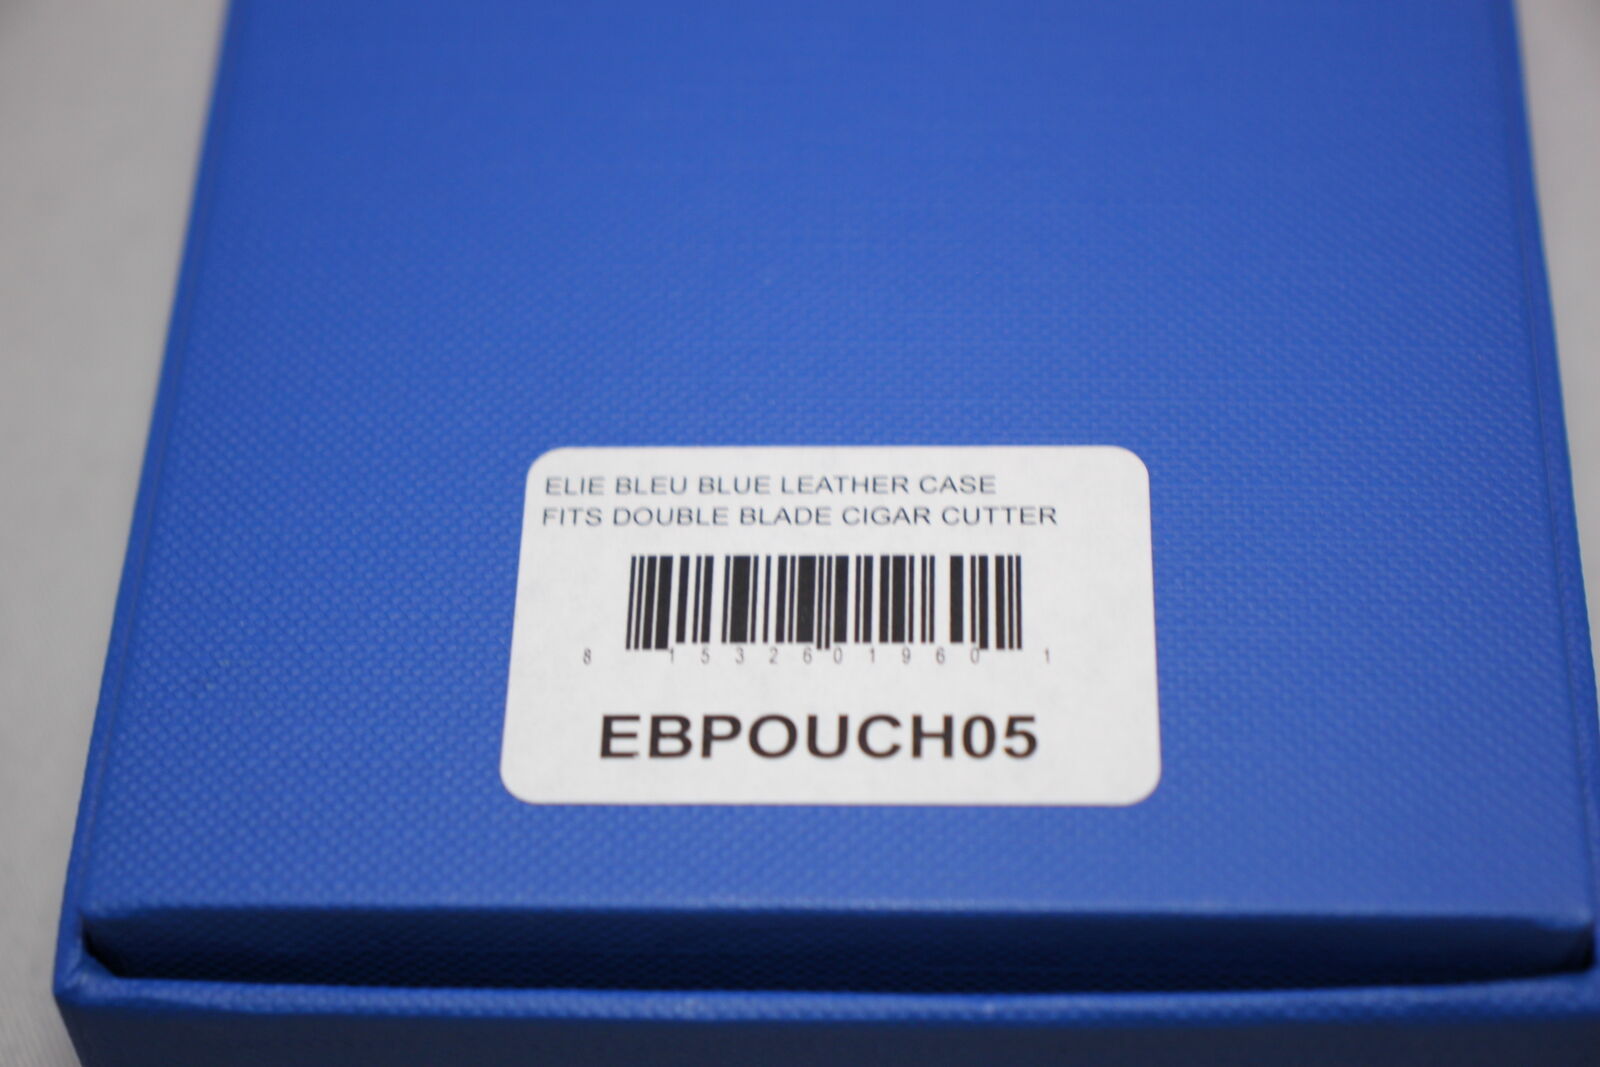 ELIE BLEU BLUE LEATHER CASE
FITS DOUBLE BLADE CIGAR CUTTER
8 15326 01960 1
EBPOUCH05